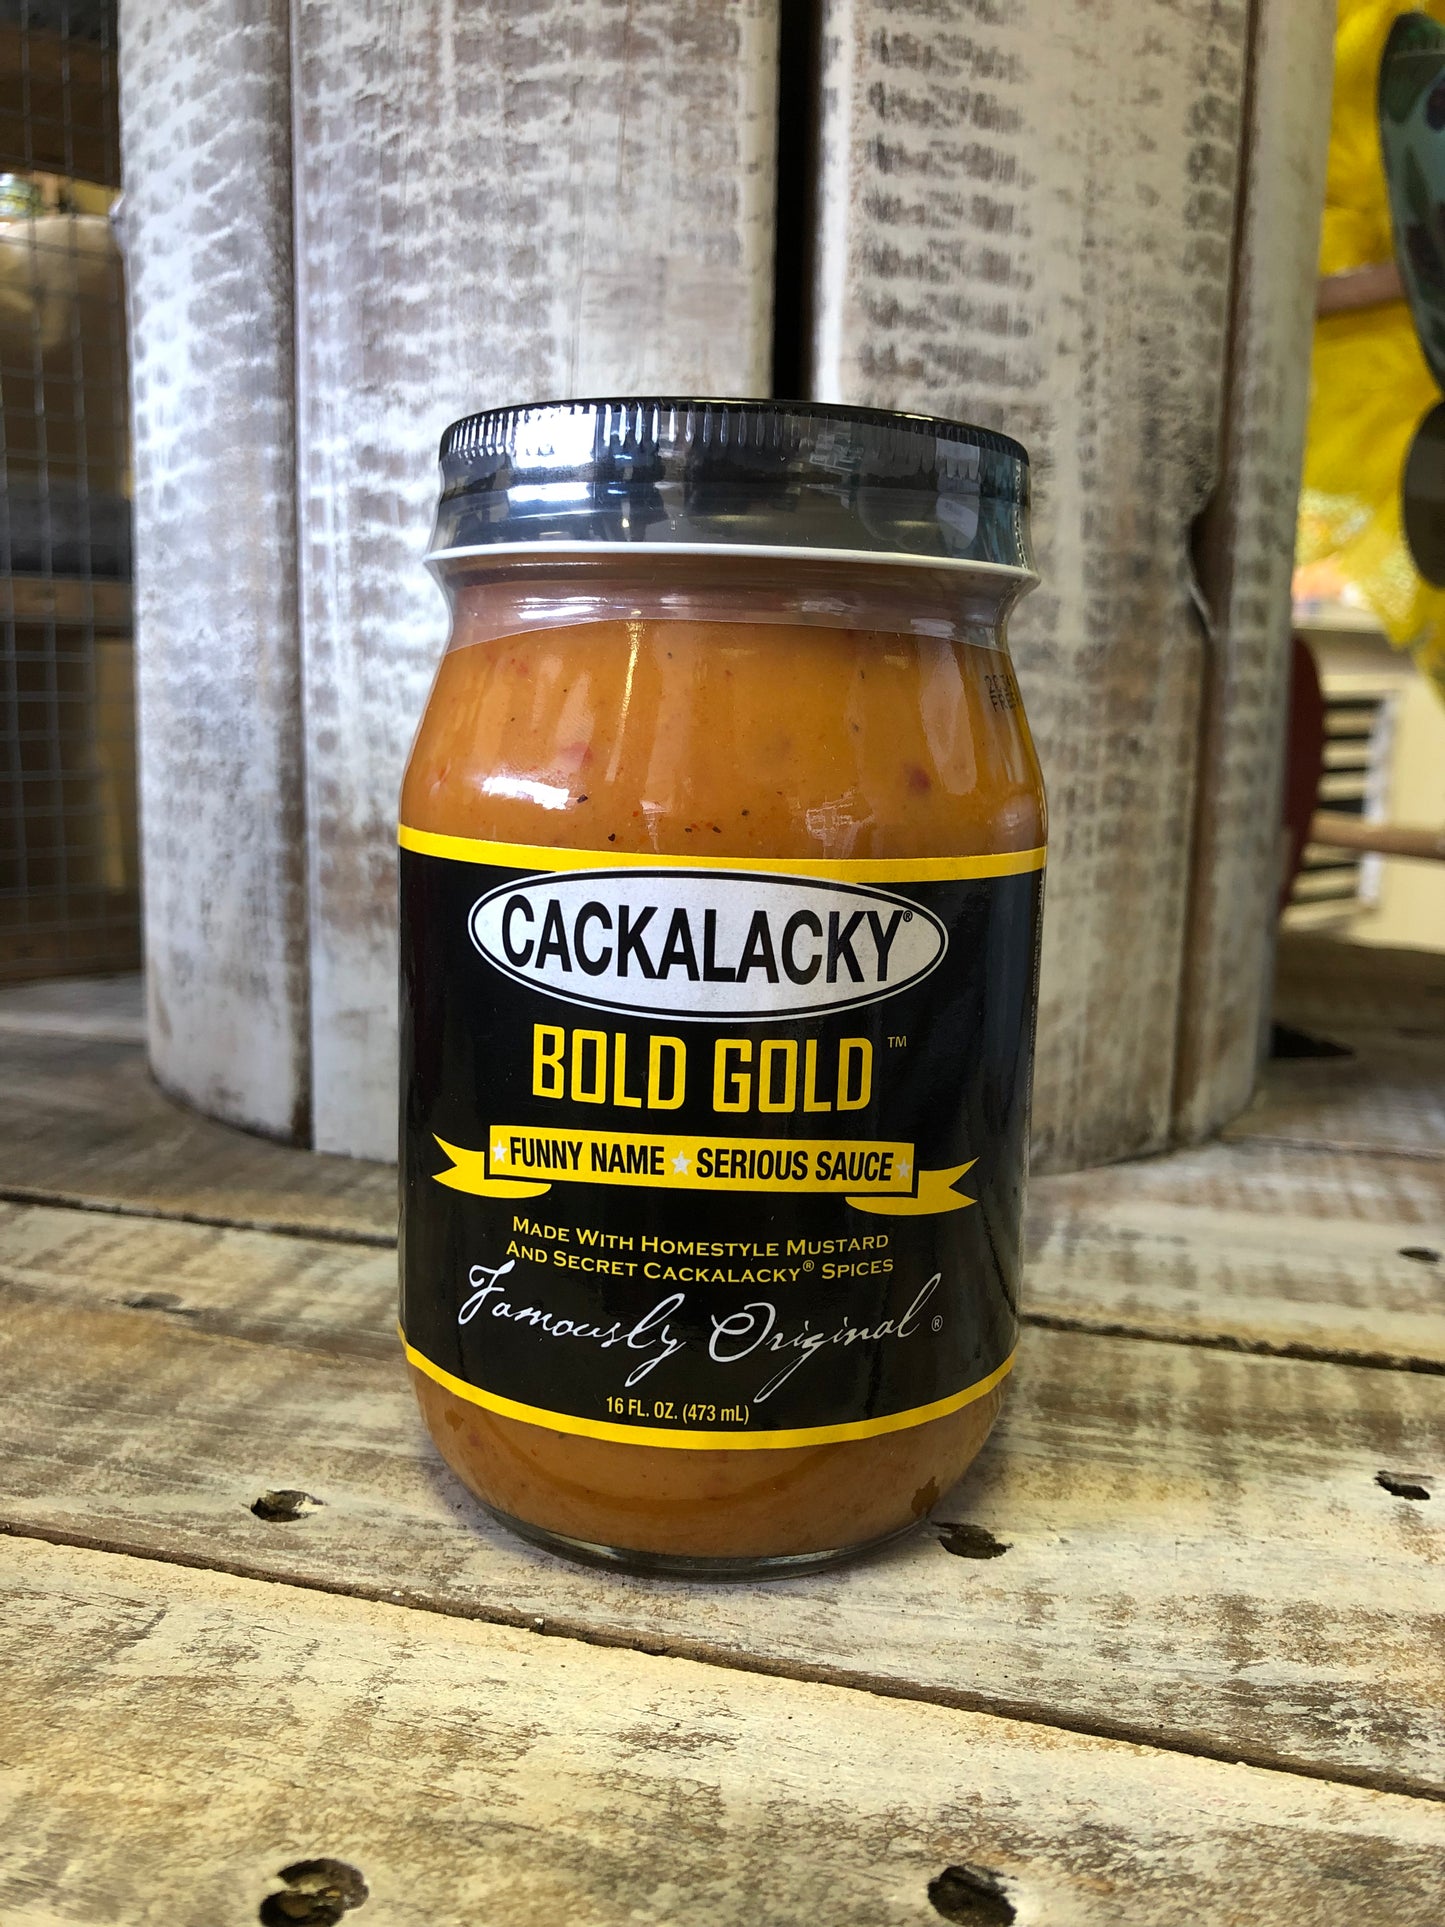 CACKALACKY®
BOLD GOLD™
FUNNY NAME ★ SERIOUS SAUCE
MADE WITH HOMESTYLE MUSTARD
AND SECRET CACKALACKY® SPICES
Famously Original®
16 FL. OZ. (473 mL)